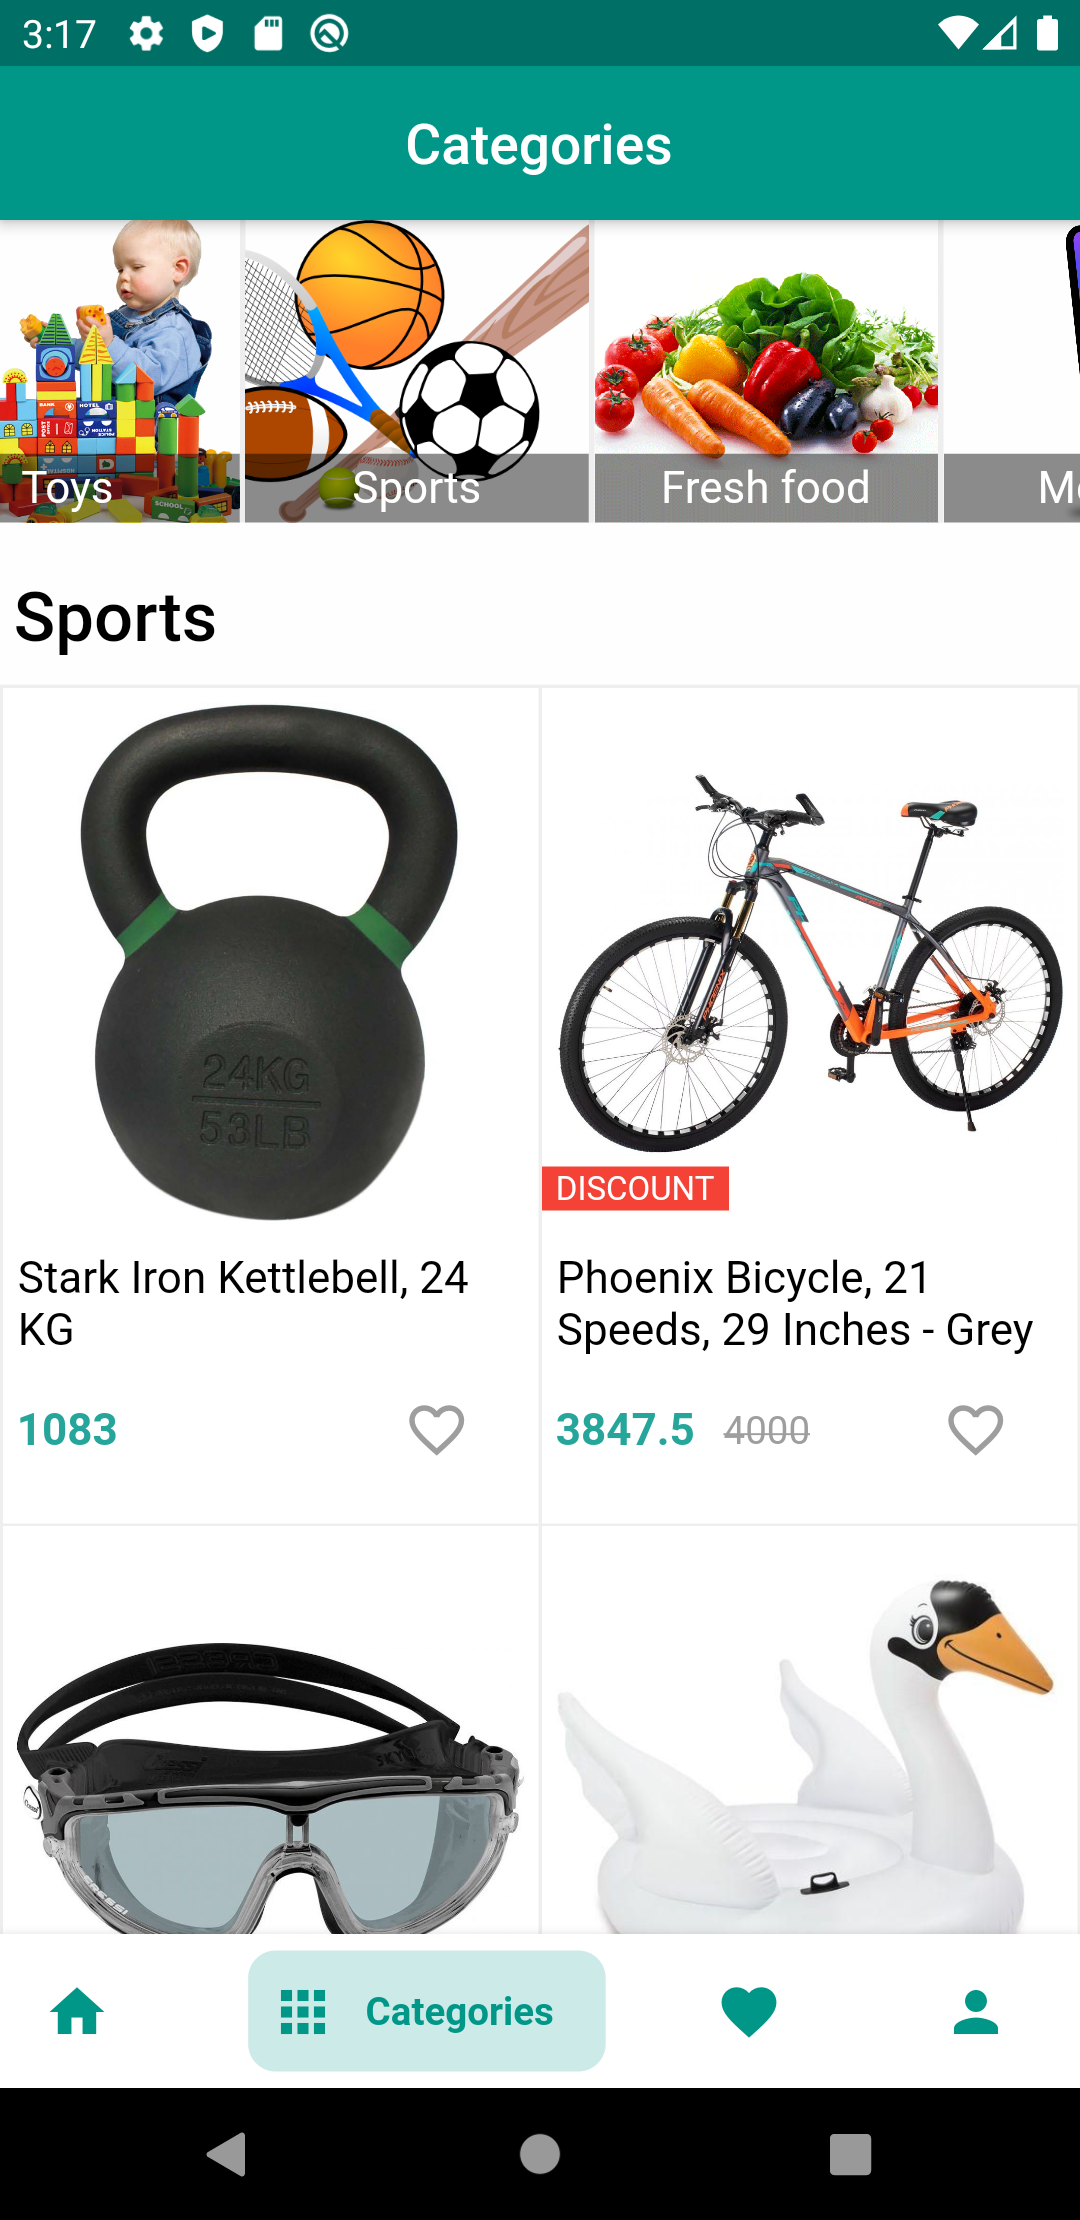 3:17
Categories
Toys
Sports
Fresh food
Sports
24KG
53LB
DISCOUNT
Stark Iron Kettlebell, 24
KG
Phoenix Bicycle, 21
Speeds, 29 Inches - Grey
1083
3847.5 4000
Categories